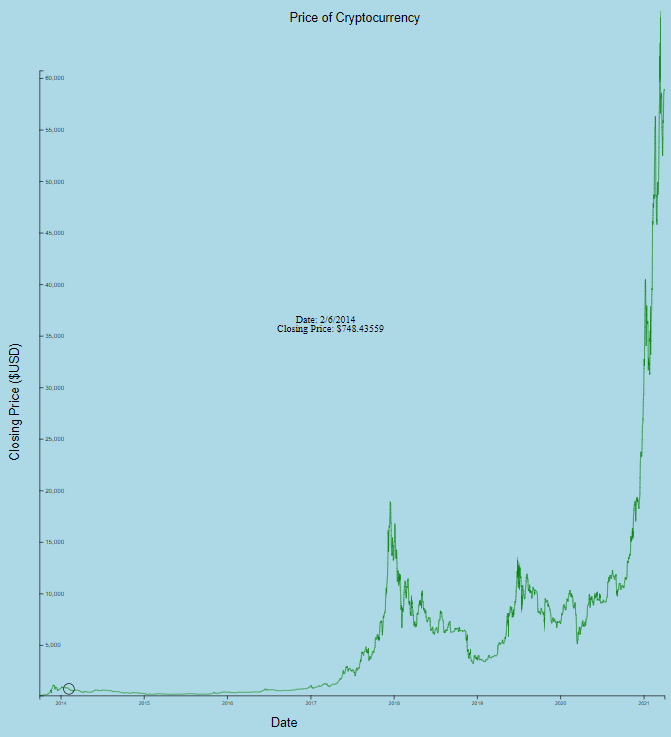 Price of Cryptocurrency
60,000
55,000
50,000
45,000
40,000
Date: 2/6/2014
Closing Price: $748.43559
35,000
Closing Price ($USD)
30,000
25,000
20,000
15,000
10,000
5,000
2014 2015 2016 2017 2018 2019 2020 2021
Date